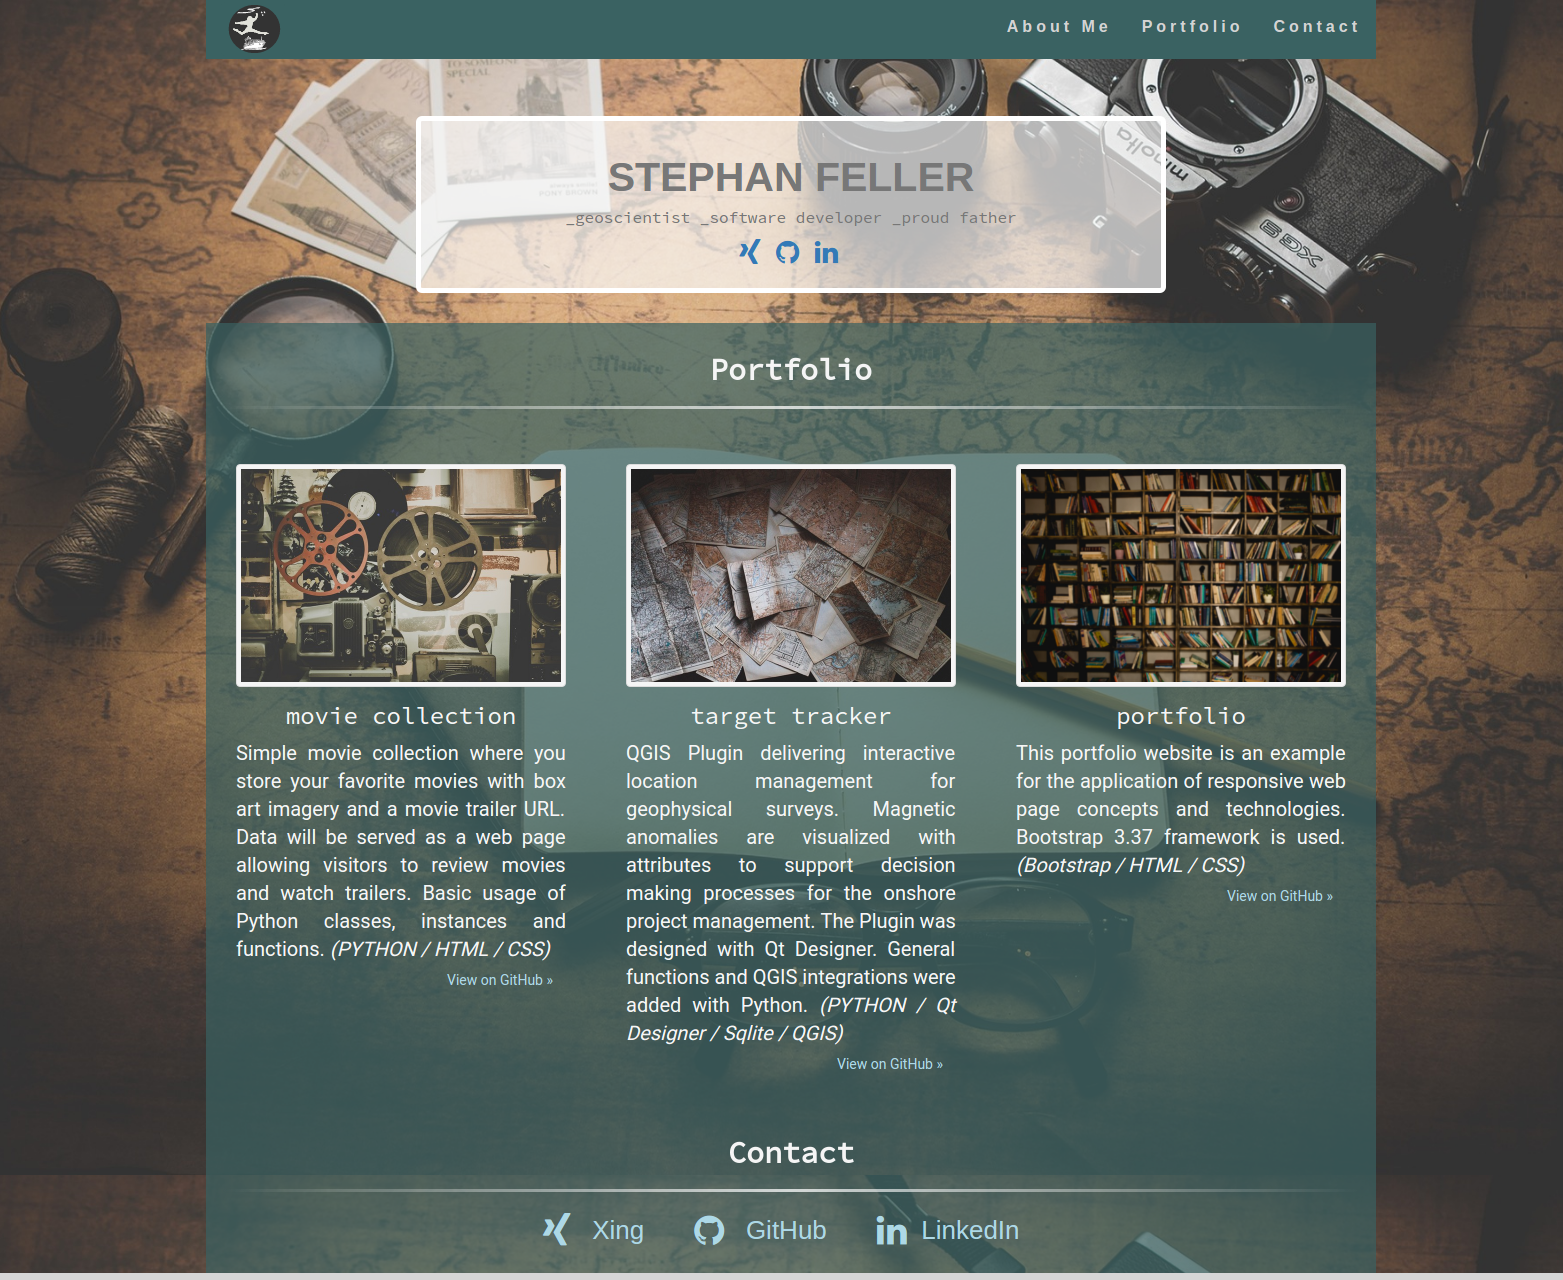 About Me Portfolio Contact
TO SOMEONE
SPECIAL
minolta
XG9
PONY BROWN
STEPHAN FELLER
_geoscientist _software developer _proud father
Portfolio
movie collection
Simple movie collection where you
store your favorite movies with box
art imagery and a movie trailer URL.
Data will be served as a web page
allowing visitors to review movies
and watch trailers. Basic usage of
Python classes, instances and
functions. (PYTHON / HTML / CSS)
View on GitHub »
target tracker
QGIS Plugin delivering interactive
location management for
geophysical surveys. Magnetic
anomalies are visualized with
attributes to support decision
making processes for the onshore
project management. The Plugin was
designed with Qt Designer. General
functions and QGIS integrations were
added with Python. (PYTHON / Qt
Designer / Sqlite / QGIS)
View on GitHub »
portfolio
This portfolio website is an example
for the application of responsive web
page concepts and technologies.
Bootstrap 3.37 framework is used.
(Bootstrap / HTML / CSS)
View on GitHub »
Contact
Xing GitHub LinkedIn